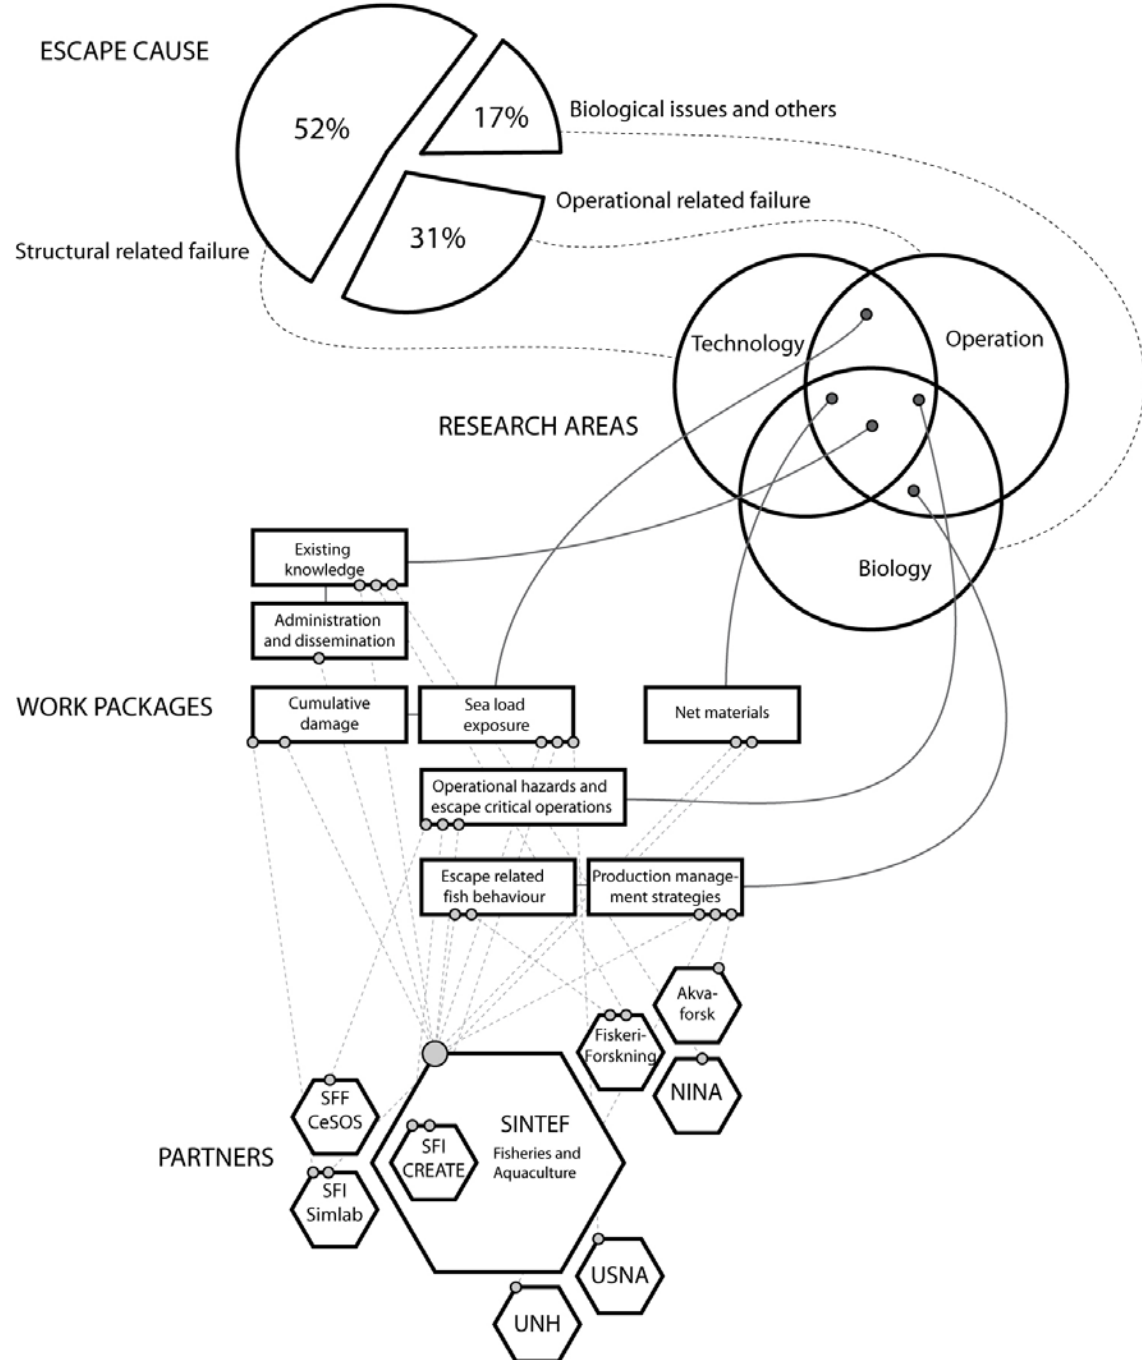 ESCAPE CAUSE
52%
17%
Biological issues and others
Operational related failure
31%
Structural related failure
Technology
Operation
RESEARCH AREAS
Biology
Existing
knowledge
Administration
and dissemination
WORK PACKAGES
Cumulative
damage
Sea load
exposure
Net materials
Operational hazards and
escape critical operations
Escape related
fish behaviour
Production manage-
ment strategies
Akva-
forsk
Fiskeri-
Forskning
NINA
SFF
CeSOS
SINTEF
Fisheries and
Aquaculture
PARTNERS
SFI
CREATE
SFI
Simlab
USNA
UNH